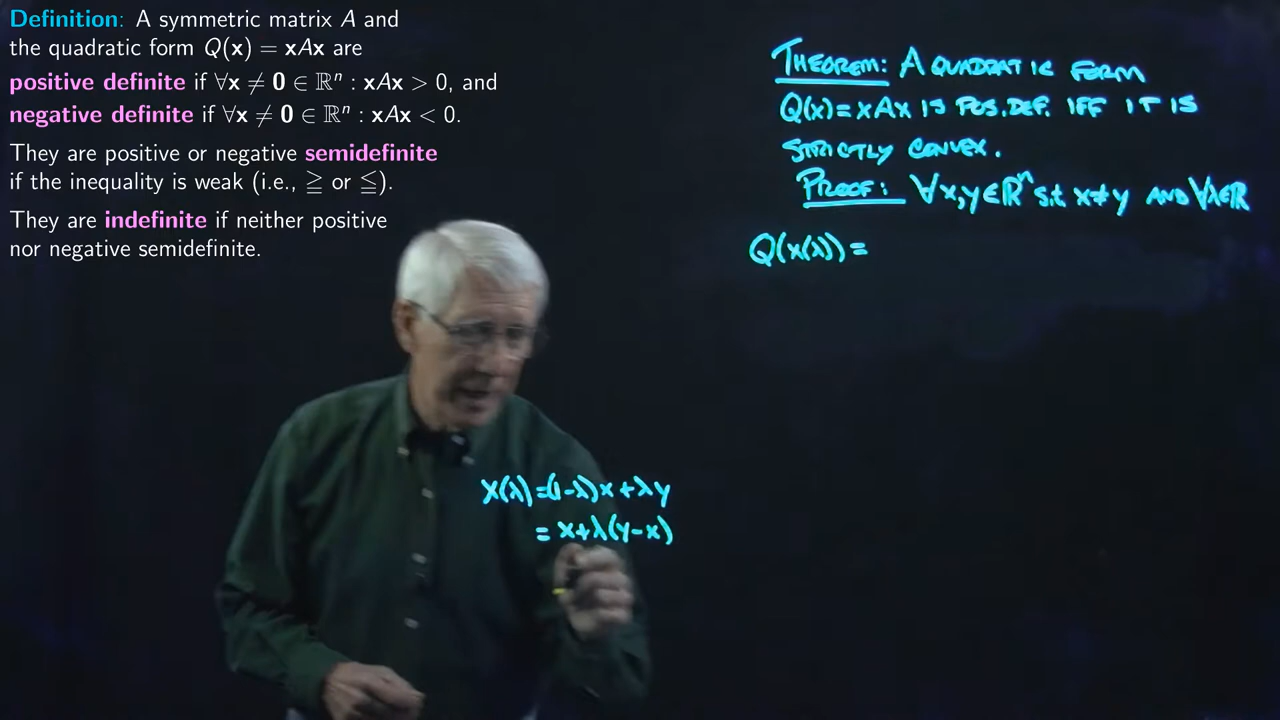 Definition: A symmetric matrix A and
the quadratic form Q(x) = xAx are
positive definite if ∀x ≠ 0 ∈ ℝⁿ : xAx > 0, and
negative definite if ∀x ≠ 0 ∈ ℝⁿ : xAx < 0.
They are positive or negative semidefinite
if the inequality is weak (i.e., ≧ or ≦).
They are indefinite if neither positive
nor negative semidefinite.
THEOREM: A QUADRATIC FORM
Q(x)=xAx IS POS. DEF. IFF IT IS
STRICTLY CONVEX.
PROOF: ∀x,y∈ℝⁿ s.t. x≠y AND ∀λ∈ℝ
Q(x(λ))=
x(λ)=(1-λ)x+λy
= x+λ(y-x)